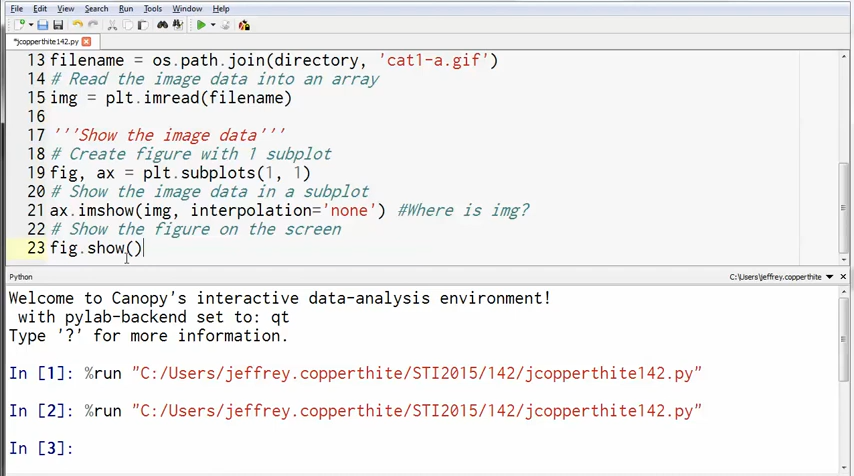 File Edit View Search Run Tools Window Help
*jcopperthite142.py
13 filename = os.path.join(directory, 'cat1-a.gif')
14 # Read the image data into an array
15 img = plt.imread(filename)
16
17 '''Show the image data'''
18 # Create figure with 1 subplot
19 fig, ax = plt.subplots(1, 1)
20 # Show the image data in a subplot
21 ax.imshow(img, interpolation='none') #Where is img?
22 # Show the figure on the screen
23 fig.show()
Python C:/Users/jeffrey.copperthite
Welcome to Canopy's interactive data-analysis environment!
with pylab-backend set to: qt
Type '?' for more information.
In [1]: %run "C:/Users/jeffrey.copperthite/STI2015/142/jcopperthite142.py"
In [2]: %run "C:/Users/jeffrey.copperthite/STI2015/142/jcopperthite142.py"
In [3]: